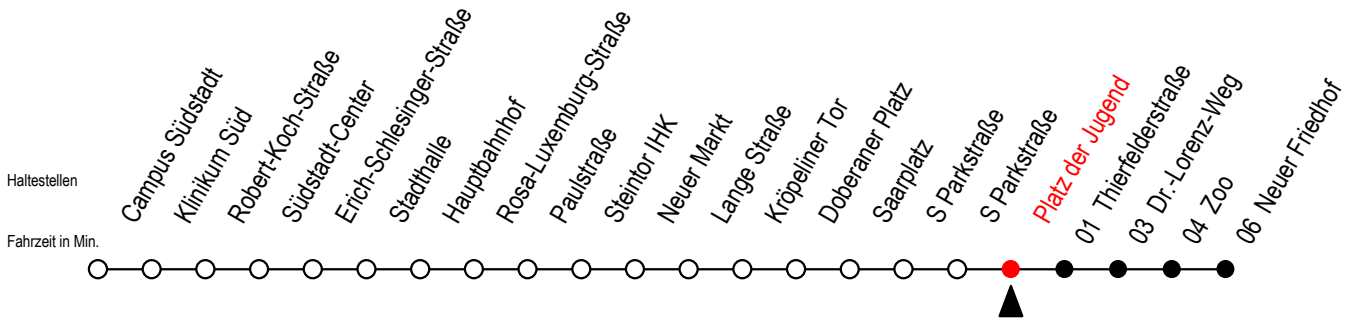 Haltestellen
Fahrzeit in Min.
Campus Südstadt
Klinikum Süd
Robert-Koch-Straße
Südstadt-Center
Erich-Schlesinger-Straße
Stadthalle
Hauptbahnhof
Rosa-Luxemburg-Straße
Paulstraße
Steintor IHK
Neuer Markt
Lange Straße
Kröpeliner Tor
Doberaner Platz
Saarplatz
S Parkstraße
S Parkstraße
Platz der Jugend
01 Thierfelderstraße
03 Dr.-Lorenz-Weg
04 Zoo
06 Neuer Friedhof